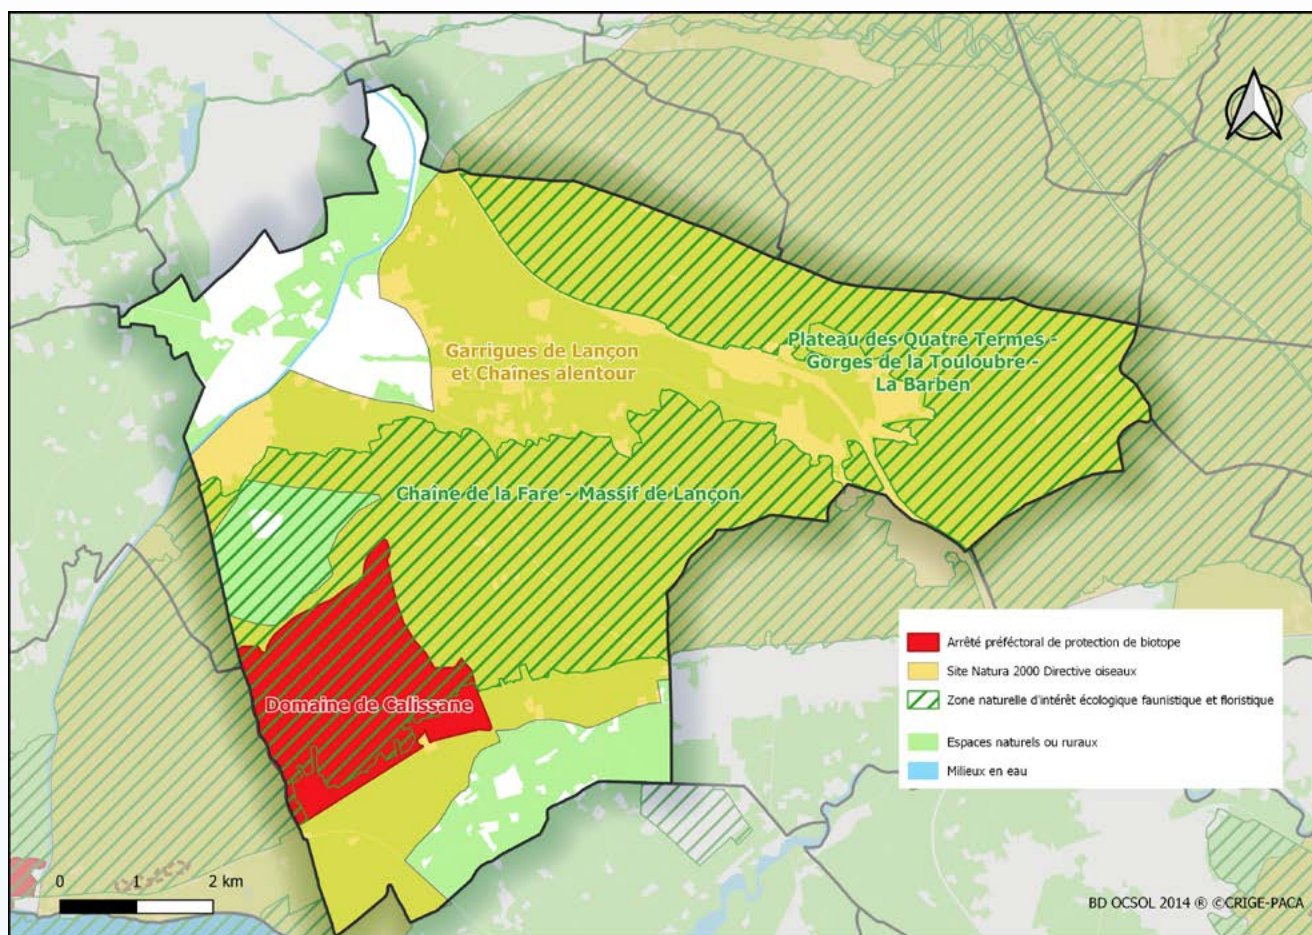 Garrigues de Lançon
et Chaînes alentour
Plateau des Quatre Termes -
Gorges de la Touloubre -
La Barben
Chaîne de la Fare - Massif de Lançon
Domaine de Calissane
Arrêté préféctoral de protection de biotope
Site Natura 2000 Directive oiseaux
Zone naturelle d'intérêt écologique faunistique et floristique
Espaces naturels ou ruraux
Milieux en eau
0 1 2 km
BD OCSOL 2014 ® ©CRIGE-PACA